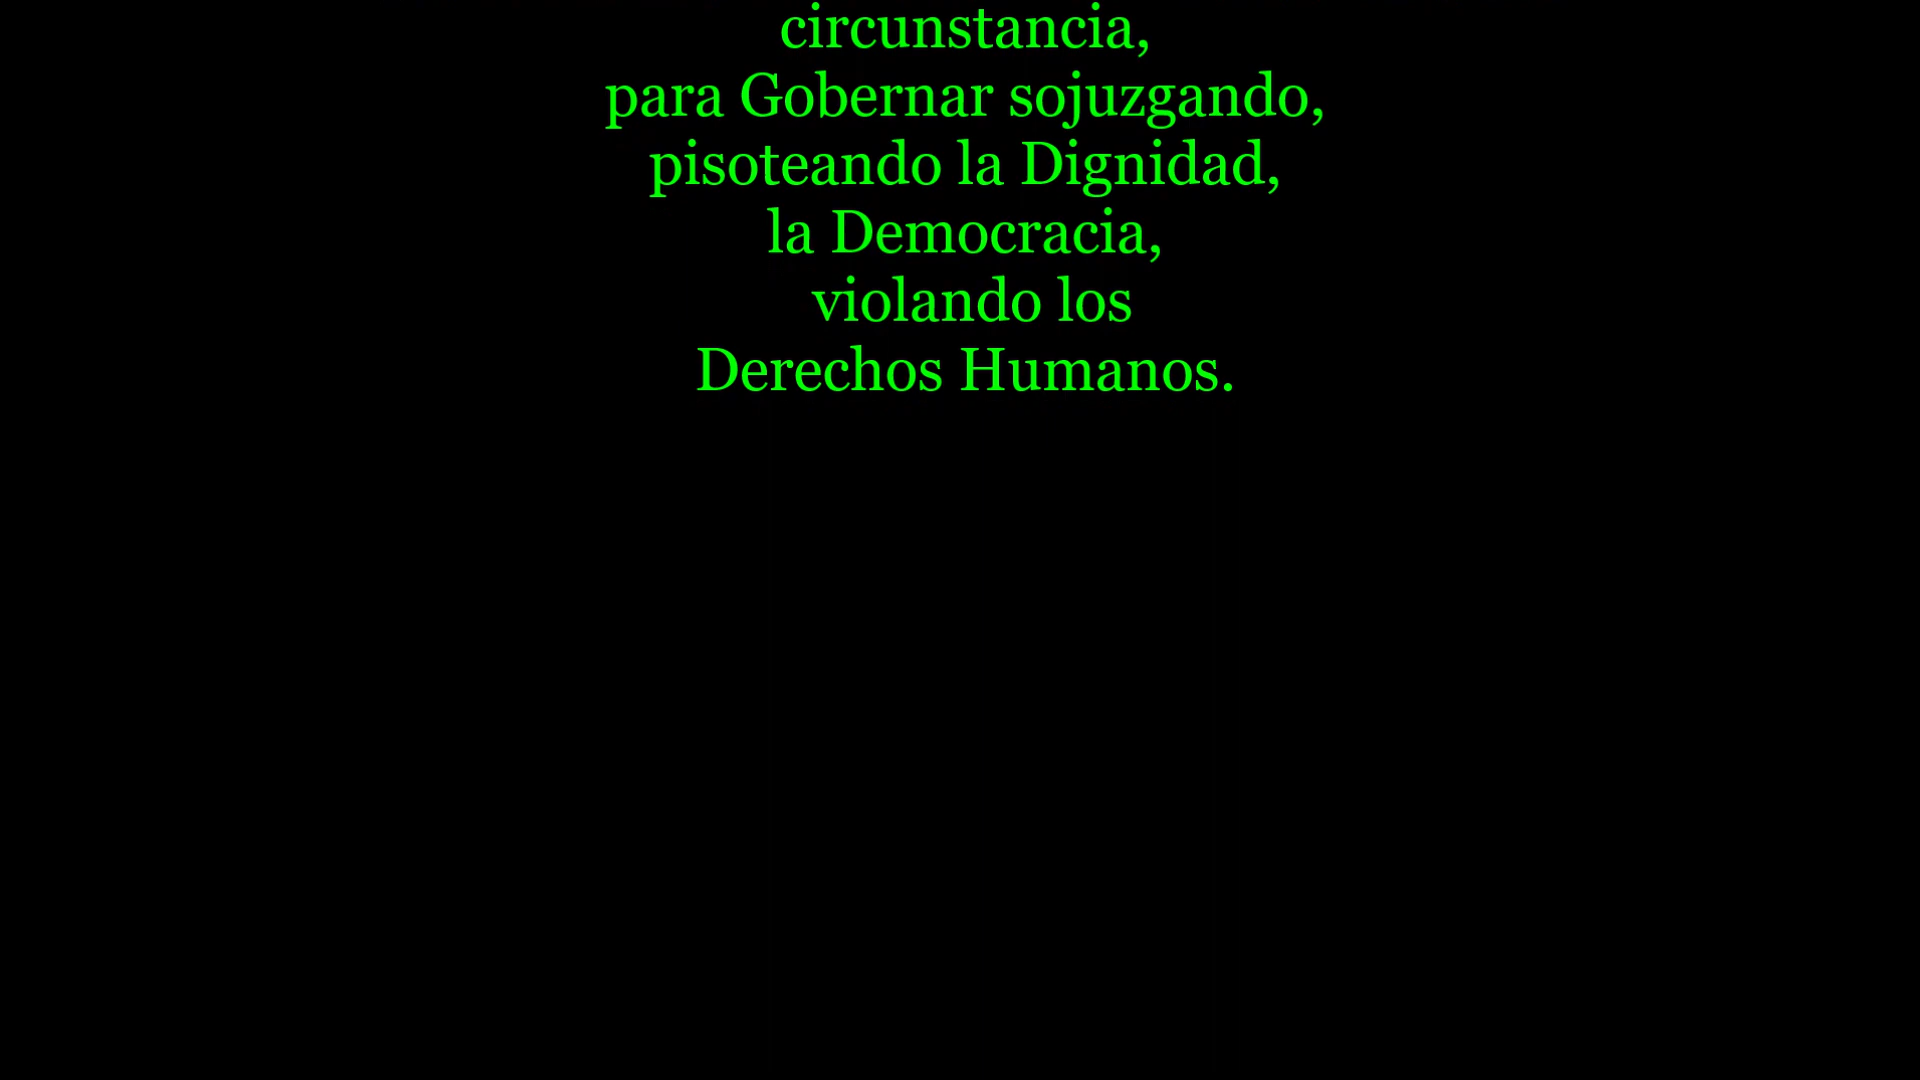 circunstancia,
para Gobernar sojuzgando,
pisoteando la Dignidad,
la Democracia,
violando los
Derechos Humanos.